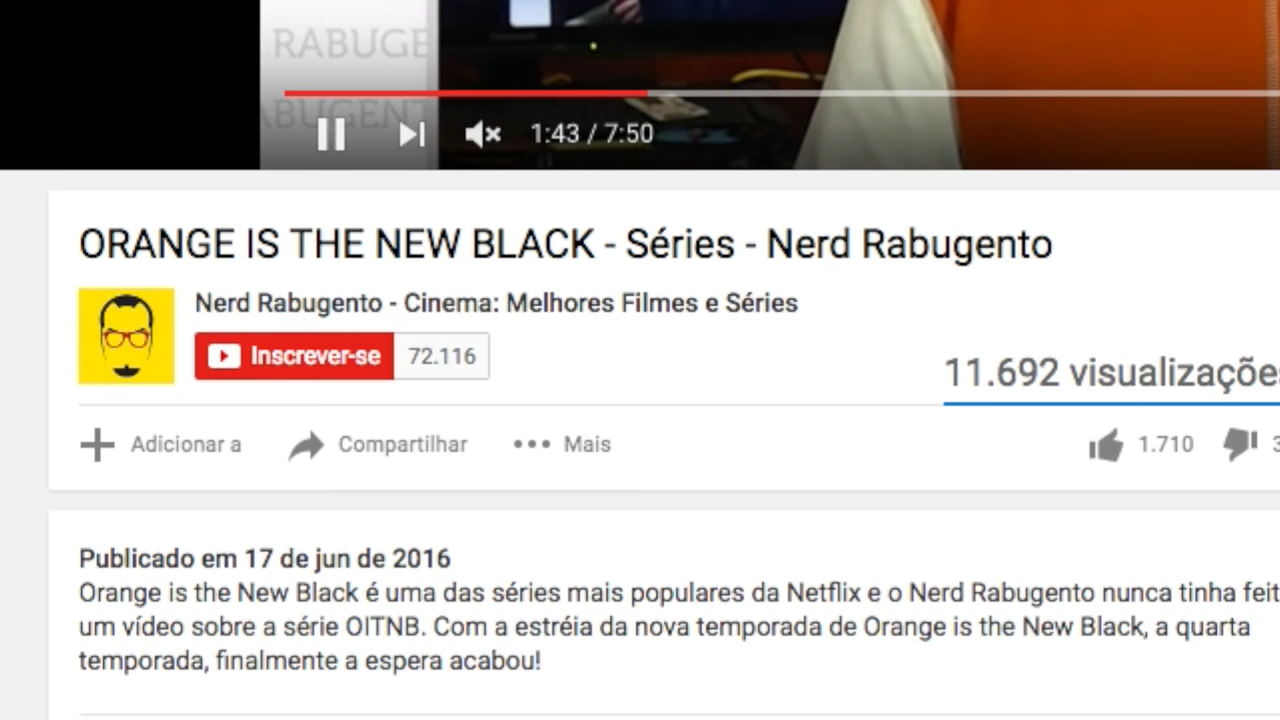 RABUGE
ABUGENT
1:43 / 7:50
ORANGE IS THE NEW BLACK - Séries - Nerd Rabugento
Nerd Rabugento - Cinema: Melhores Filmes e Séries
Inscrever-se 72.116
11.692 visualizaçõe
Adicionar a Compartilhar Mais 1.710 3
Publicado em 17 de jun de 2016
Orange is the New Black é uma das séries mais populares da Netflix e o Nerd Rabugento nunca tinha feit
um vídeo sobre a série OITNB. Com a estréia da nova temporada de Orange is the New Black, a quarta
temporada, finalmente a espera acabou!